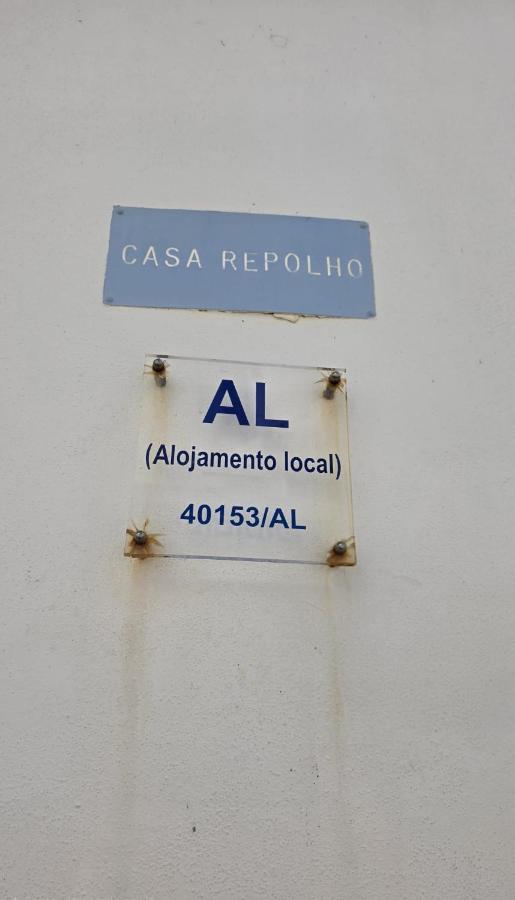 CASA REPOLHO
AL
(Alojamento local)
40153/AL